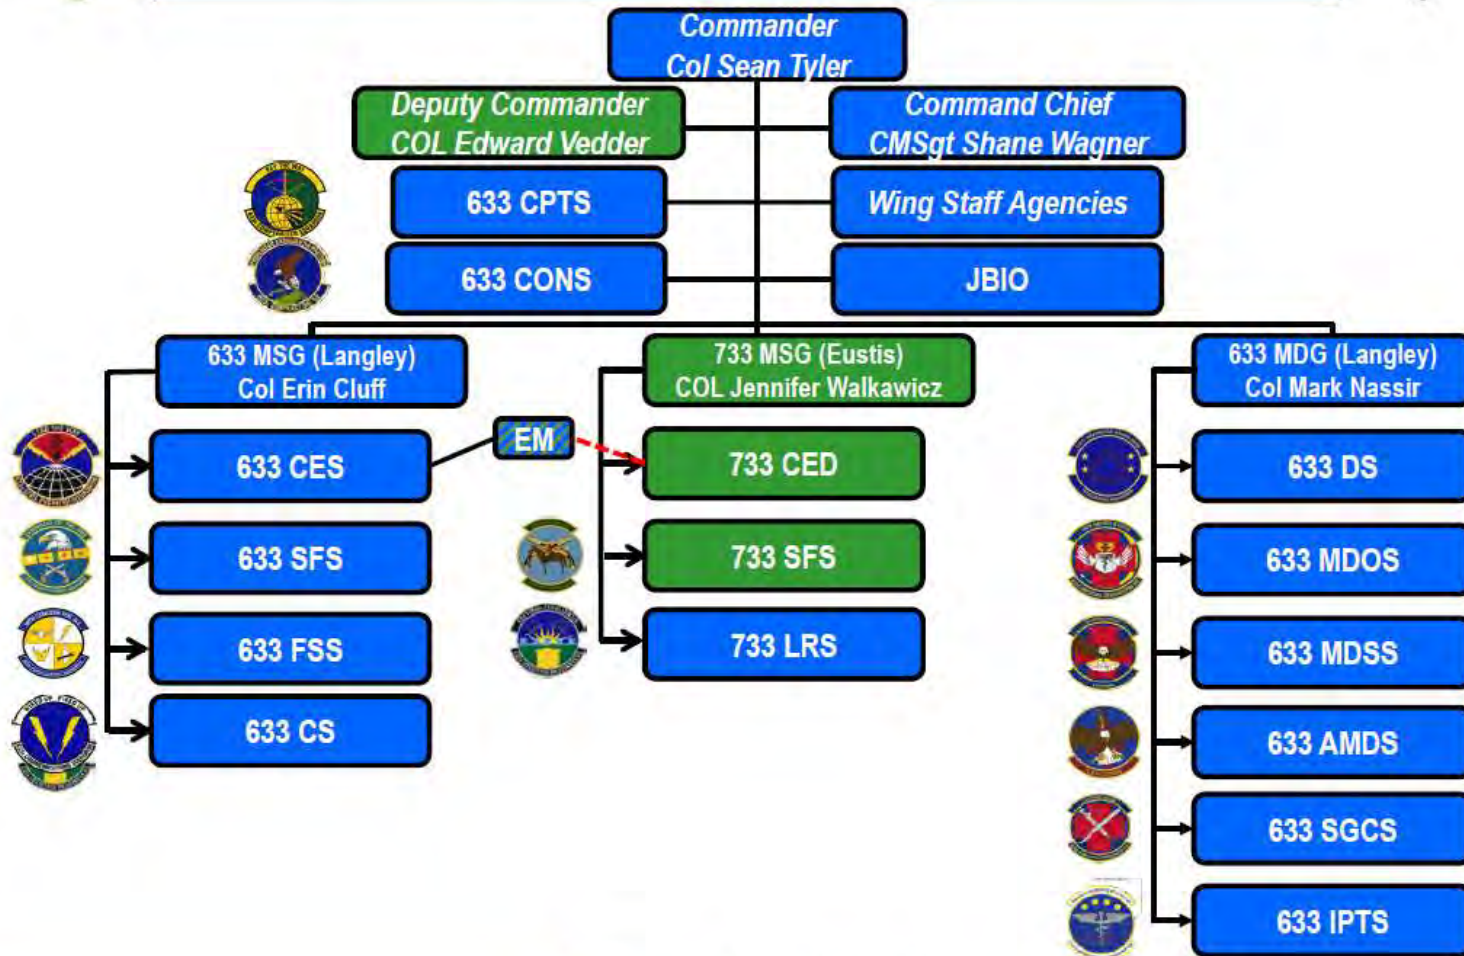 Commander
Col Sean Tyler
Deputy Commander
COL Edward Vedder
Command Chief
CMSgt Shane Wagner
633 CPTS
Wing Staff Agencies
633 CONS
JBIO
633 MSG (Langley)
Col Erin Cluff
733 MSG (Eustis)
COL Jennifer Walkawicz
633 MDG (Langley)
Col Mark Nassir
EM
633 CES
733 CED
633 DS
633 SFS
733 SFS
633 MDOS
633 FSS
733 LRS
633 MDSS
633 CS
633 AMDS
633 SGCS
633 IPTS